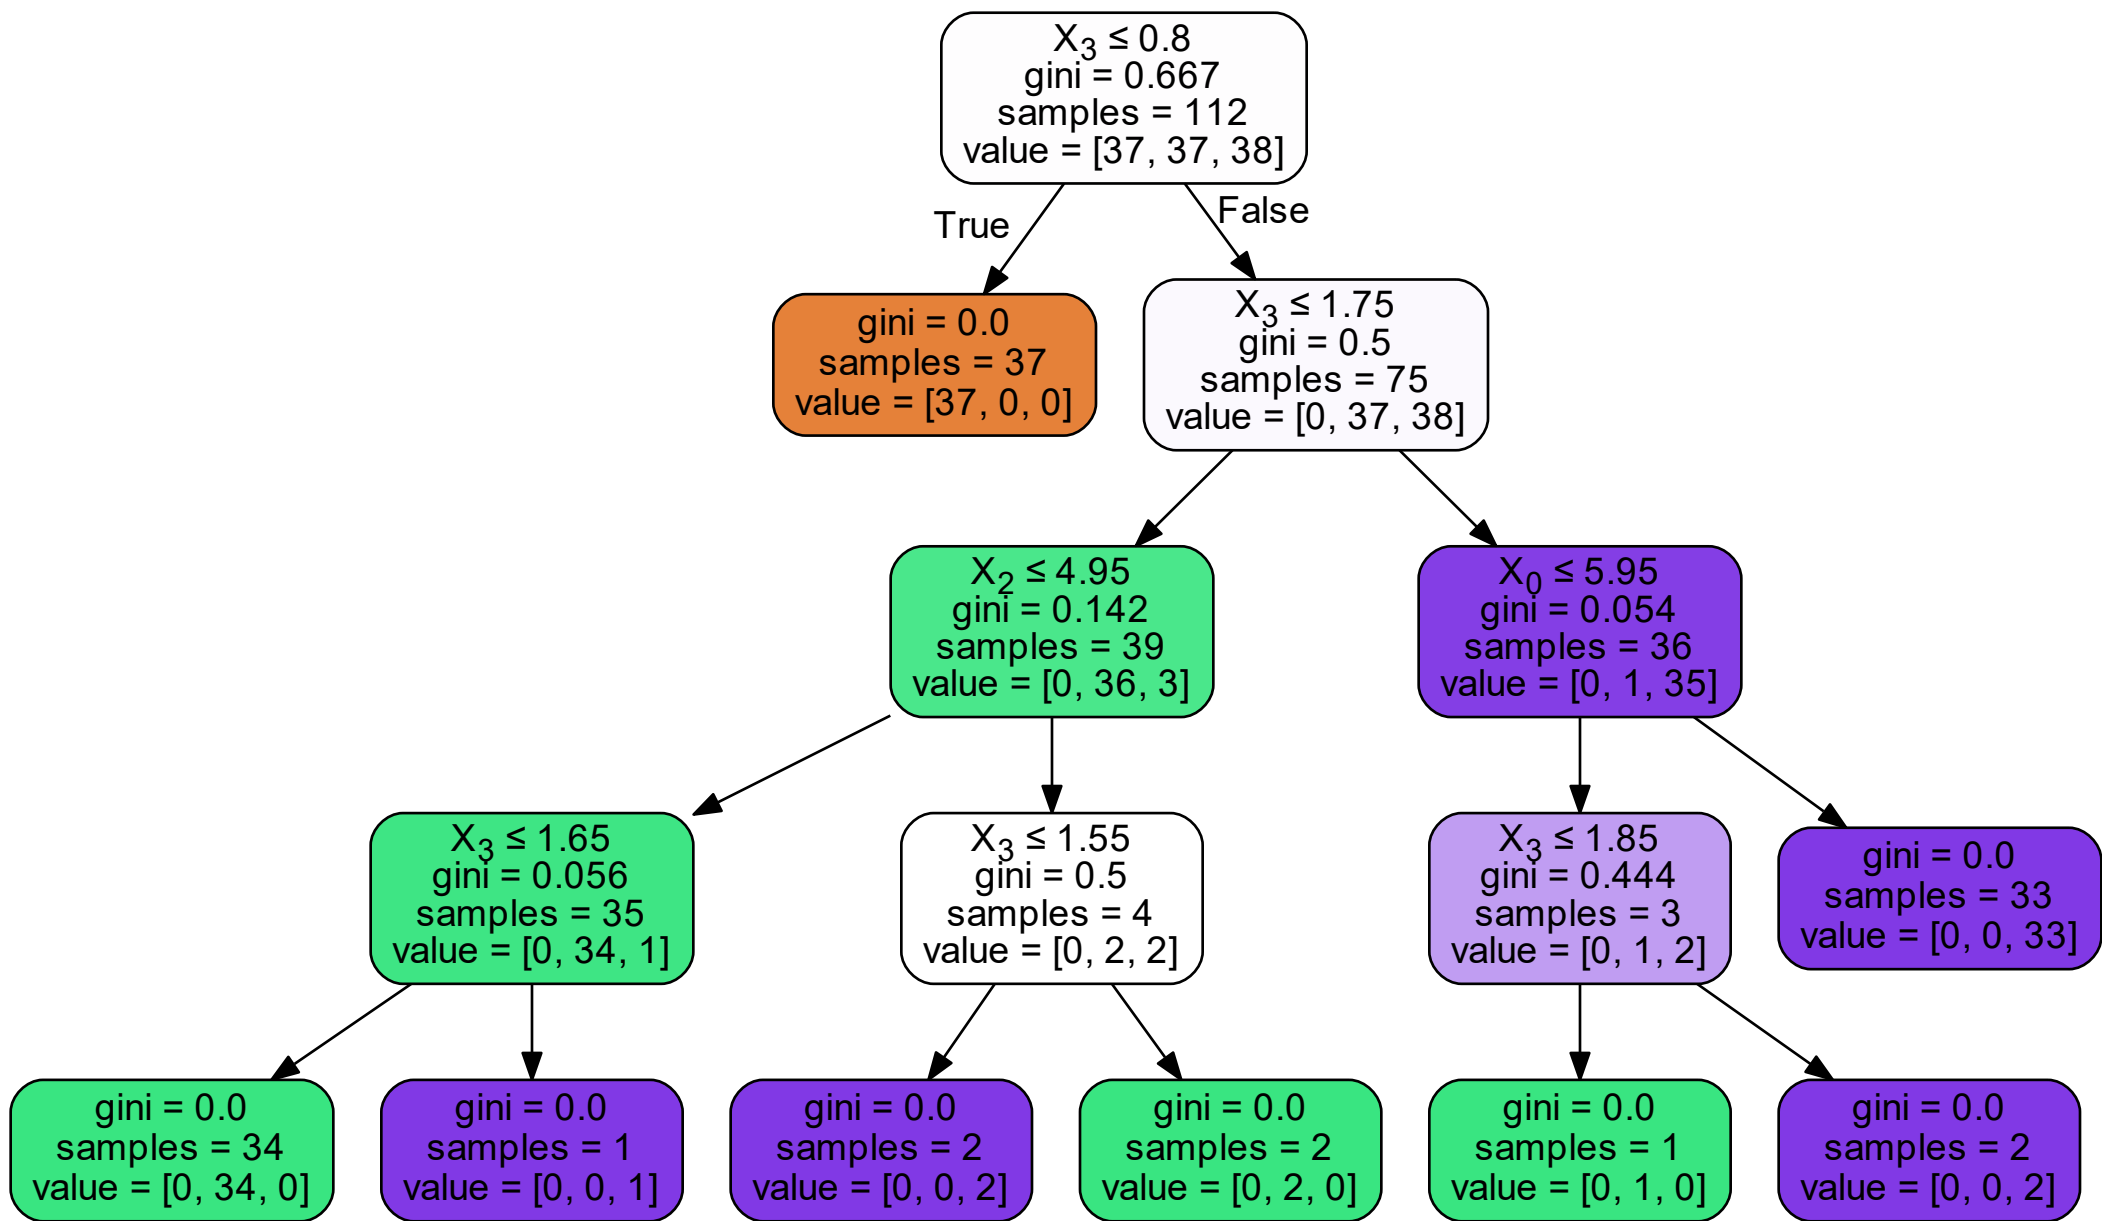 X₃ ≤ 0.8
gini = 0.667
samples = 112
value = [37, 37, 38]
True
False
gini = 0.0
samples = 37
value = [37, 0, 0]
X₃ ≤ 1.75
gini = 0.5
samples = 75
value = [0, 37, 38]
X₂ ≤ 4.95
gini = 0.142
samples = 39
value = [0, 36, 3]
X₀ ≤ 5.95
gini = 0.054
samples = 36
value = [0, 1, 35]
X₃ ≤ 1.65
gini = 0.056
samples = 35
value = [0, 34, 1]
X₃ ≤ 1.55
gini = 0.5
samples = 4
value = [0, 2, 2]
X₃ ≤ 1.85
gini = 0.444
samples = 3
value = [0, 1, 2]
gini = 0.0
samples = 33
value = [0, 0, 33]
gini = 0.0
samples = 34
value = [0, 34, 0]
gini = 0.0
samples = 1
value = [0, 0, 1]
gini = 0.0
samples = 2
value = [0, 0, 2]
gini = 0.0
samples = 2
value = [0, 2, 0]
gini = 0.0
samples = 1
value = [0, 1, 0]
gini = 0.0
samples = 2
value = [0, 0, 2]